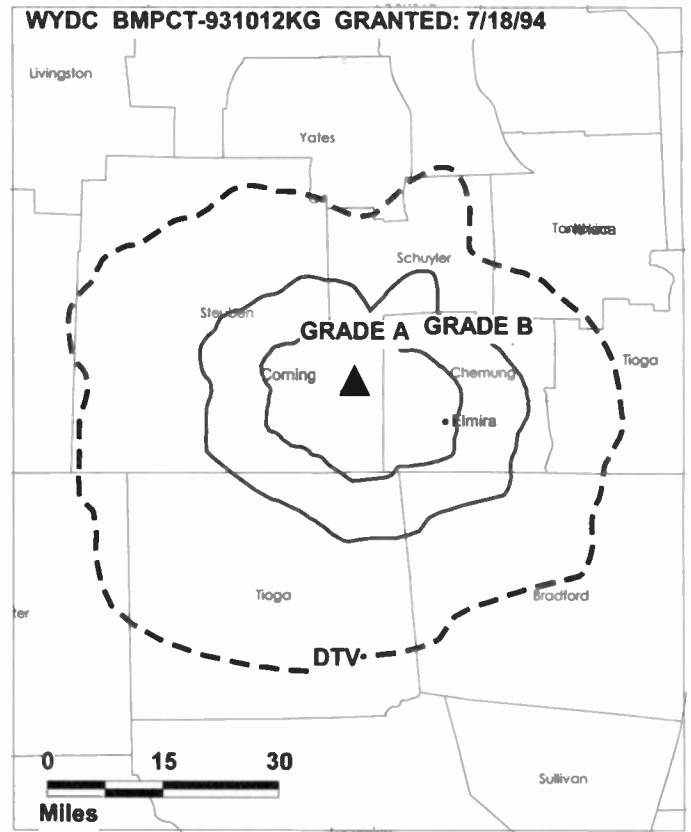 WYDC BMPCT-931012KG GRANTED: 7/18/94
Livingston
Yates
Schuyler
Steuben
GRADE A GRADE B
Tioga
Corning
Chemung
Elmira
Tioga
Bradford
ter
DTV
0 15 30
Sullivan
Miles